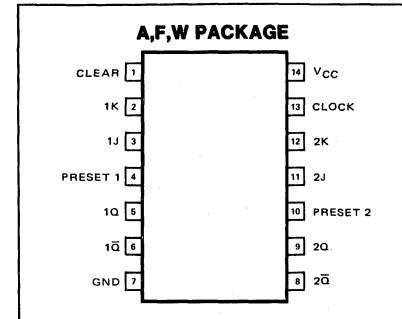 A,F,W PACKAGE
CLEAR 1
1K 2
1J 3
PRESET 1 4
1Q 5
1Q̅ 6
GND 7
14 VCC
13 CLOCK
12 2K
11 2J
10 PRESET 2
9 2Q
8 2Q̅